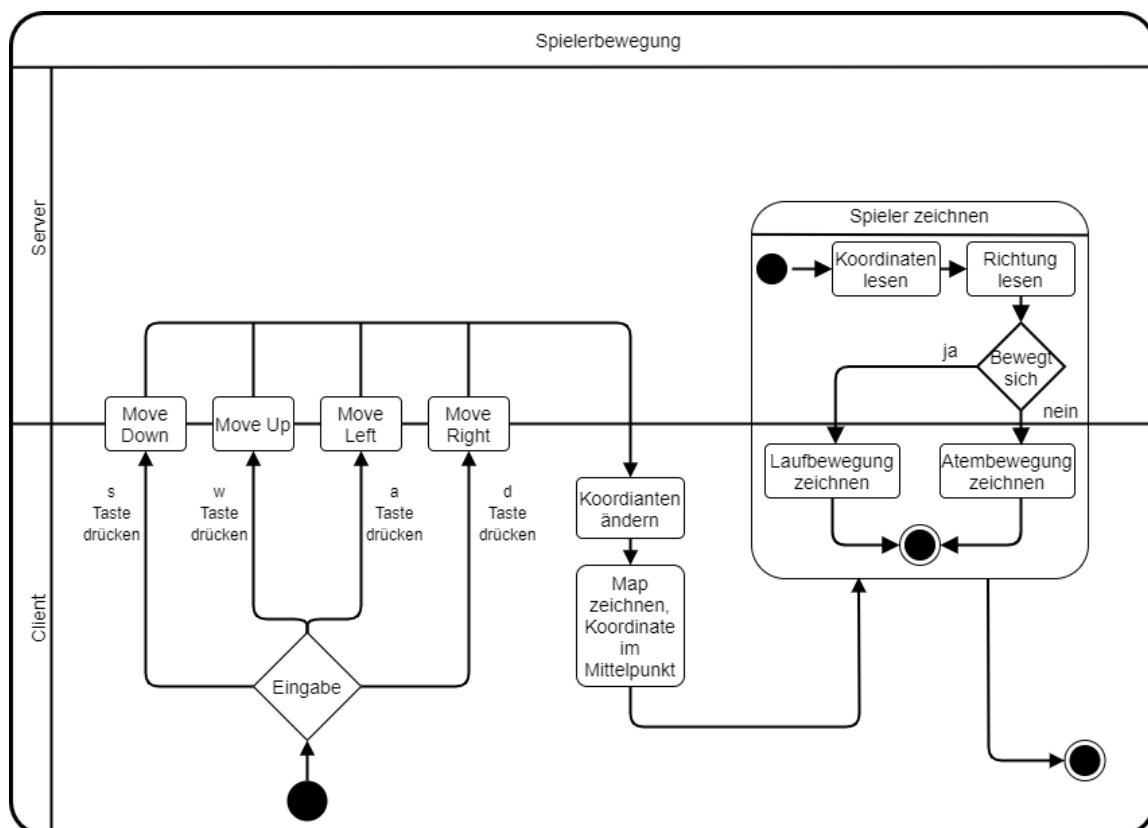 Spielerbewegung
Server
Spieler zeichnen
Koordinaten
lesen
Richtung
lesen
ja
Bewegt
sich
nein
Move
Down
Move Up
Move
Left
Move
Right
Laufbewegung
zeichnen
Atembewegung
zeichnen
s
Taste
drücken
w
Taste
drücken
a
Taste
drücken
d
Taste
drücken
Koordianten
ändern
Map
zeichnen,
Koordinate
im
Mittelpunkt
Client
Eingabe